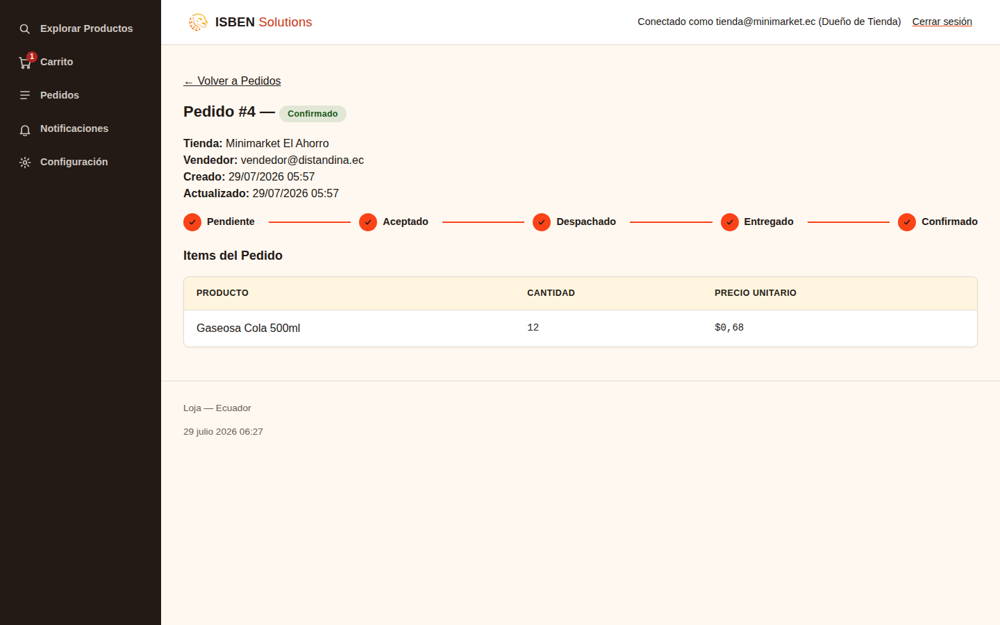 Explorar Productos
1
Carrito
Pedidos
Notificaciones
Configuración
ISBEN Solutions
Conectado como tienda@minimarket.ec (Dueño de Tienda) Cerrar sesión
← Volver a Pedidos
Pedido #4 — Confirmado
Tienda: Minimarket El Ahorro
Vendedor: vendedor@distandina.ec
Creado: 29/07/2026 05:57
Actualizado: 29/07/2026 05:57
Pendiente Aceptado Despachado Entregado Confirmado
Items del Pedido
PRODUCTO CANTIDAD PRECIO UNITARIO
Gaseosa Cola 500ml 12 $0,68
Loja — Ecuador
29 julio 2026 06:27